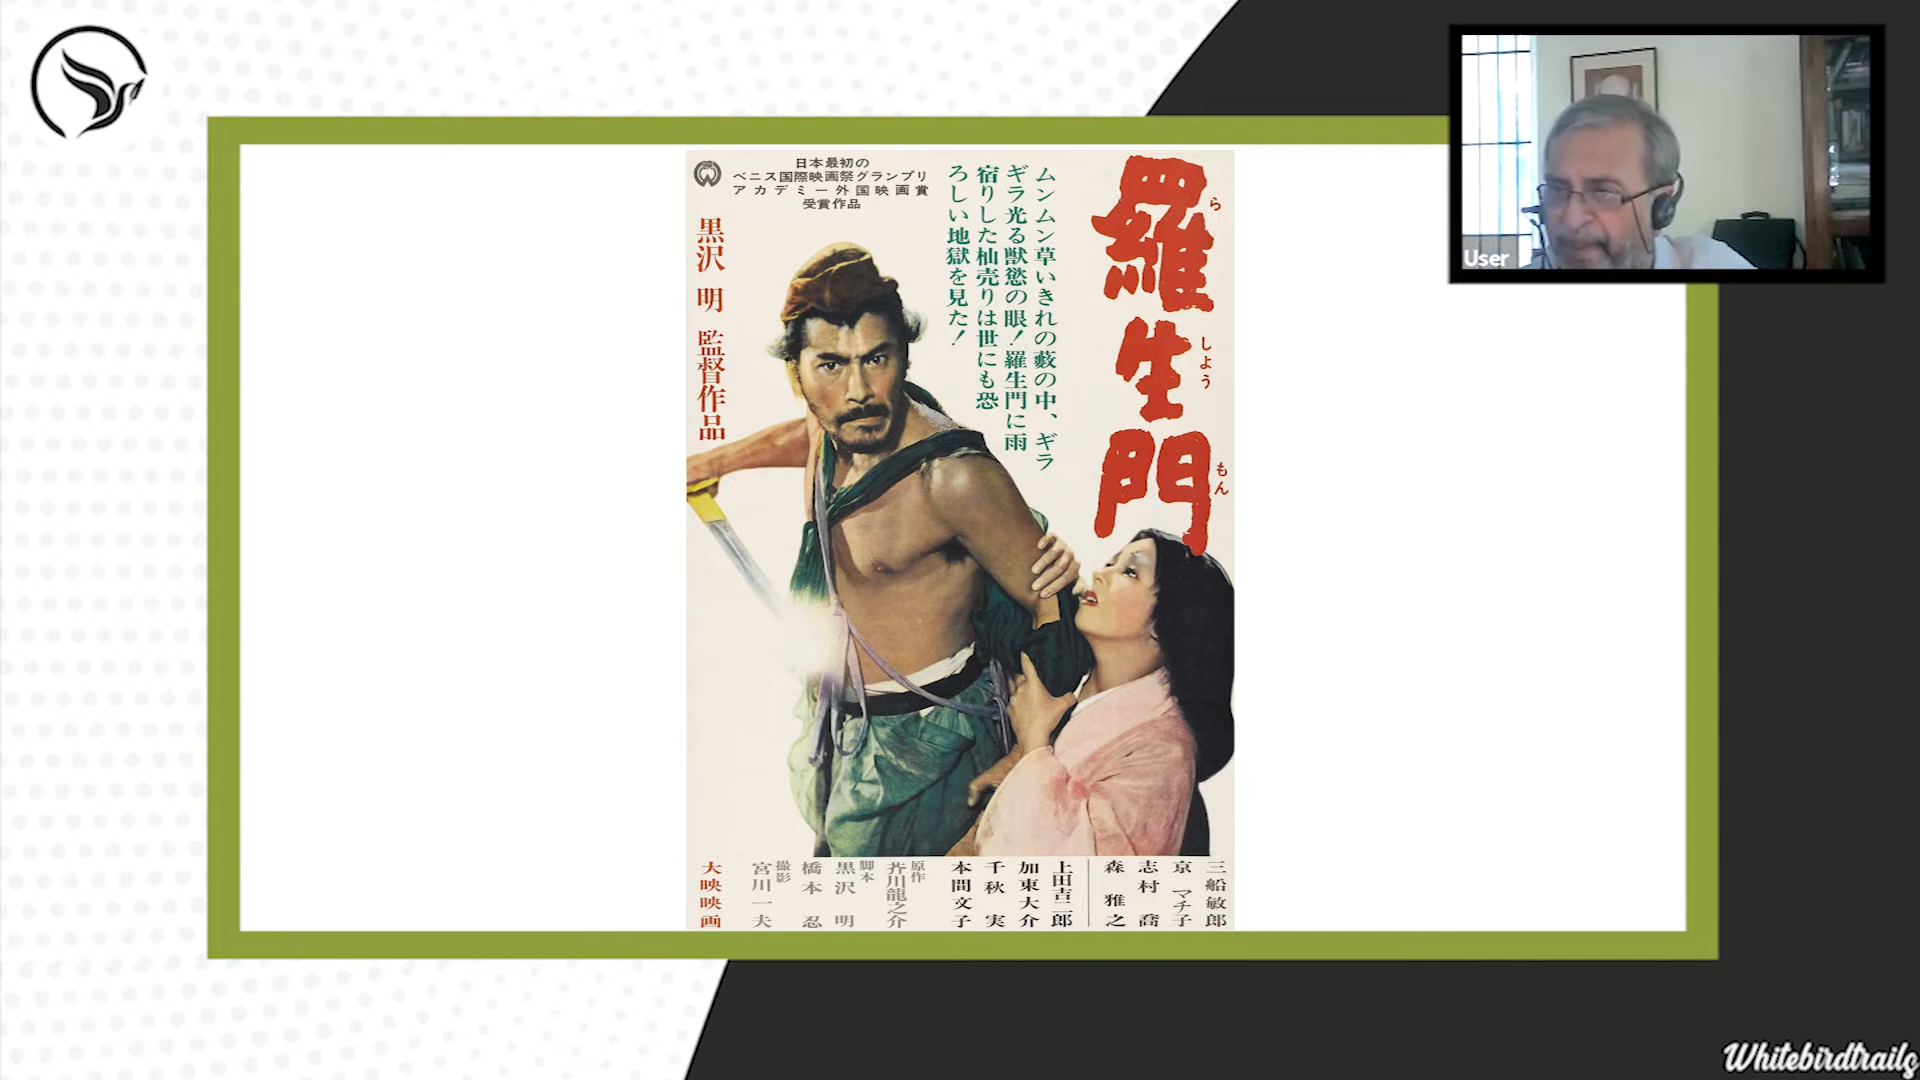 日本最初の
ベニス国際映画祭グランプリ
アカデミー外国映画賞
受賞作品
羅生門
らしようもん
ムンムン草いきれの藪の中、ギラ
ギラ光る獣慾の眼!羅生門に雨
宿りした杣売りは世にも恐
ろしい地獄を見た!
黒沢 明 監督作品
三船敏郎
京 マチ子
志村 喬
森 雅之
上田吉二郎
加東大介
千秋 実
本間文子
原作
芥川龍之介
脚本
黒沢 明
橋本 忍
撮影
宮川一夫
大映映画
User
Whitebirdtrails